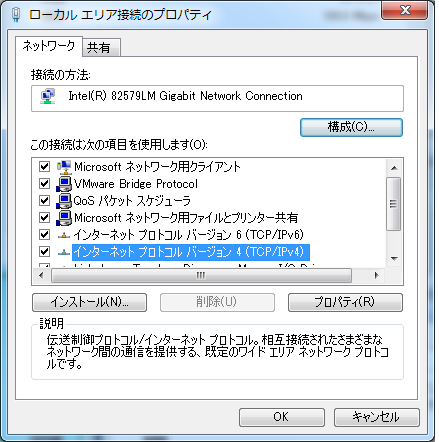 ローカル エリア接続のプロパティ
ネットワーク
共有
接続の方法:
Intel(R) 82579LM Gigabit Network Connection
構成(C)...
この接続は次の項目を使用します(O):
Microsoft ネットワーク用クライアント
VMware Bridge Protocol
QoS パケット スケジューラ
Microsoft ネットワーク用ファイルとプリンター共有
インターネット プロトコル バージョン 6 (TCP/IPv6)
インターネット プロトコル バージョン 4 (TCP/IPv4)
インストール(N)...
削除(U)
プロパティ(R)
説明
伝送制御プロトコル/インターネット プロトコル。相互接続されたさまざまな
ネットワーク間の通信を提供する、既定のワイド エリア ネットワーク プロトコ
ルです。
OK
キャンセル